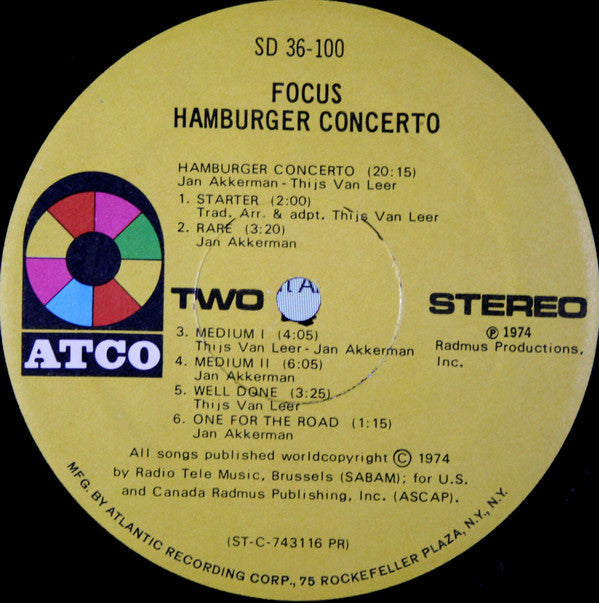 SD 36-100
FOCUS
HAMBURGER CONCERTO
HAMBURGER CONCERTO (20:15)
Jan Akkerman - Thijs Van Leer
1. STARTER (2:00)
Trad. Arr. & adpt. Thijs Van Leer
2. RARE (3:20)
Jan Akkerman
TWO
STEREO
3. MEDIUM I (4:05)
Thijs Van Leer - Jan Akkerman
4. MEDIUM II (6:05)
Jan Akkerman
5. WELL DONE (3:25)
Thijs Van Leer
6. ONE FOR THE ROAD (1:15)
Jan Akkerman
℗ 1974
Radmus Productions,
Inc.
ATCO
All songs published worldcopyright © 1974
by Radio Tele Music, Brussels (SABAM); for U.S.
and Canada Radmus Publishing, Inc. (ASCAP).
(ST-C-743116 PR)
MFG. BY ATLANTIC RECORDING CORP., 75 ROCKEFELLER PLAZA, N.Y., N.Y.